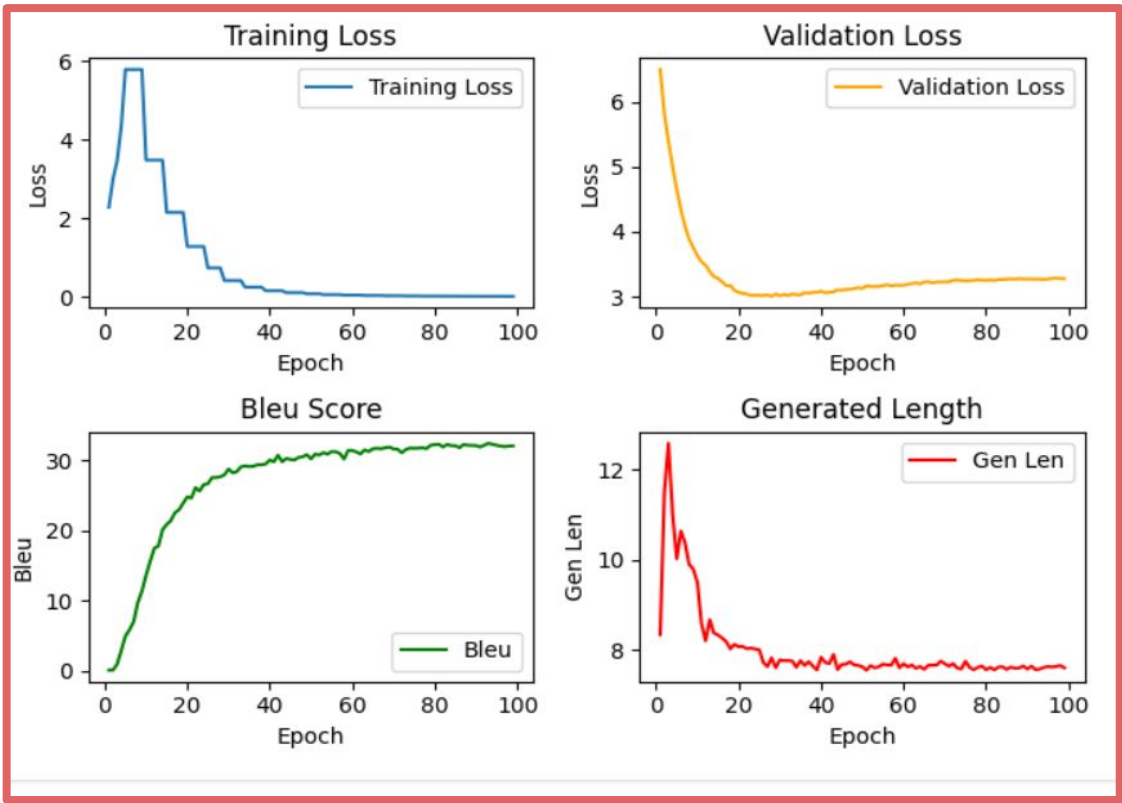 Training Loss
6
4
2
0
Loss
Training Loss
0 20 40 60 80 100
Epoch
Validation Loss
6
5
4
3
Loss
Validation Loss
0 20 40 60 80 100
Epoch
Bleu Score
30
20
10
0
Bleu
Bleu
0 20 40 60 80 100
Epoch
Generated Length
12
10
8
Gen Len
Gen Len
0 20 40 60 80 100
Epoch